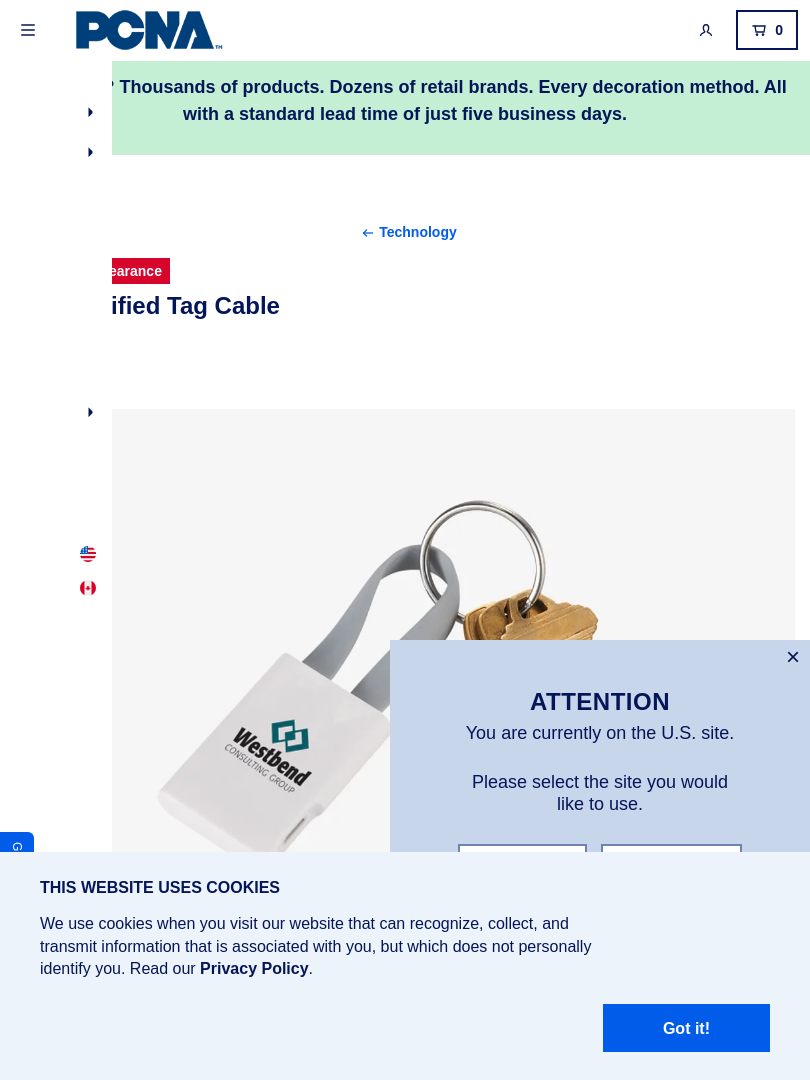 PCNA™
0
? Thousands of products. Dozens of retail brands. Every decoration method. All
with a standard lead time of just five business days.
← Technology
earance
ified Tag Cable
Westbend
CONSULTING GROUP
ATTENTION
You are currently on the U.S. site.
Please select the site you would
like to use.
G
THIS WEBSITE USES COOKIES
We use cookies when you visit our website that can recognize, collect, and
transmit information that is associated with you, but which does not personally
identify you. Read our Privacy Policy.
Got it!